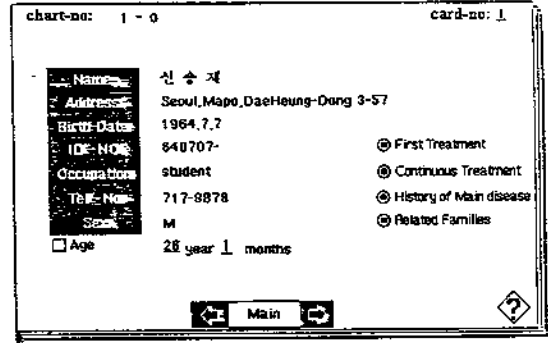 chart-no: 1 - 0 card-no: 1
Name 신 승 재
Address Seoul,Mapo,DaeHeung-Dong 3-57
Birth-Date 1964.7.7
ID-NO 640707-
First Treatment
Occupation student
Continuous Treatment
Tel-No 717-8878
History of Main disease
Sex M
Related Families
Age 26 year 1 months
Main
?